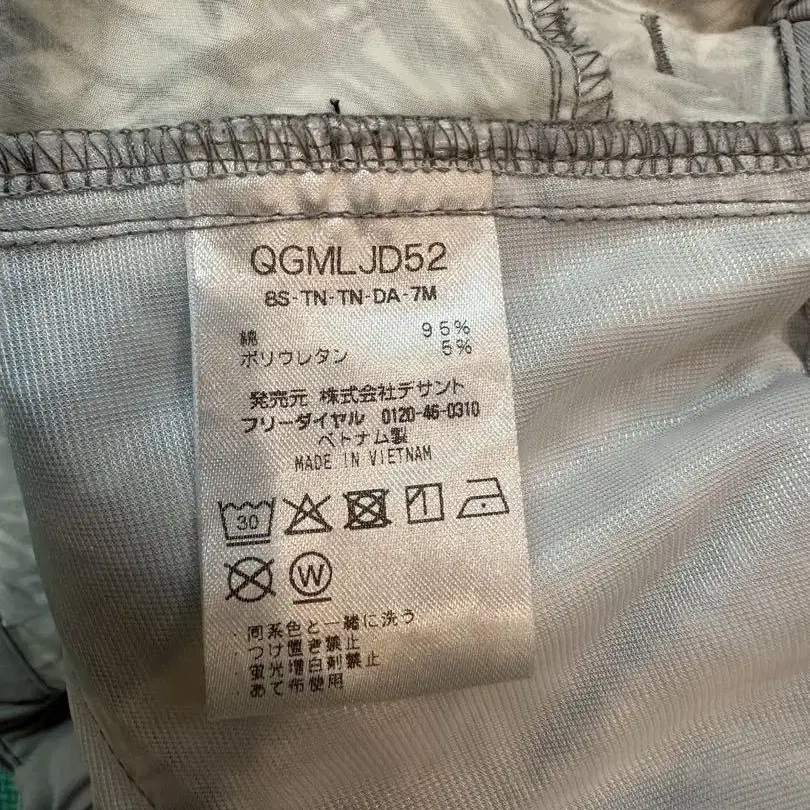 QGMLJD52
8S-TN-TN-DA-7M
綿 95%
ポリウレタン 5%
発売元 株式会社デサント
フリーダイヤル 0120-46-0310
ベトナム製
MADE IN VIETNAM
30
W
・同系色と一緒に洗う
・つけ置き禁止
・蛍光増白剤禁止
・あて布使用